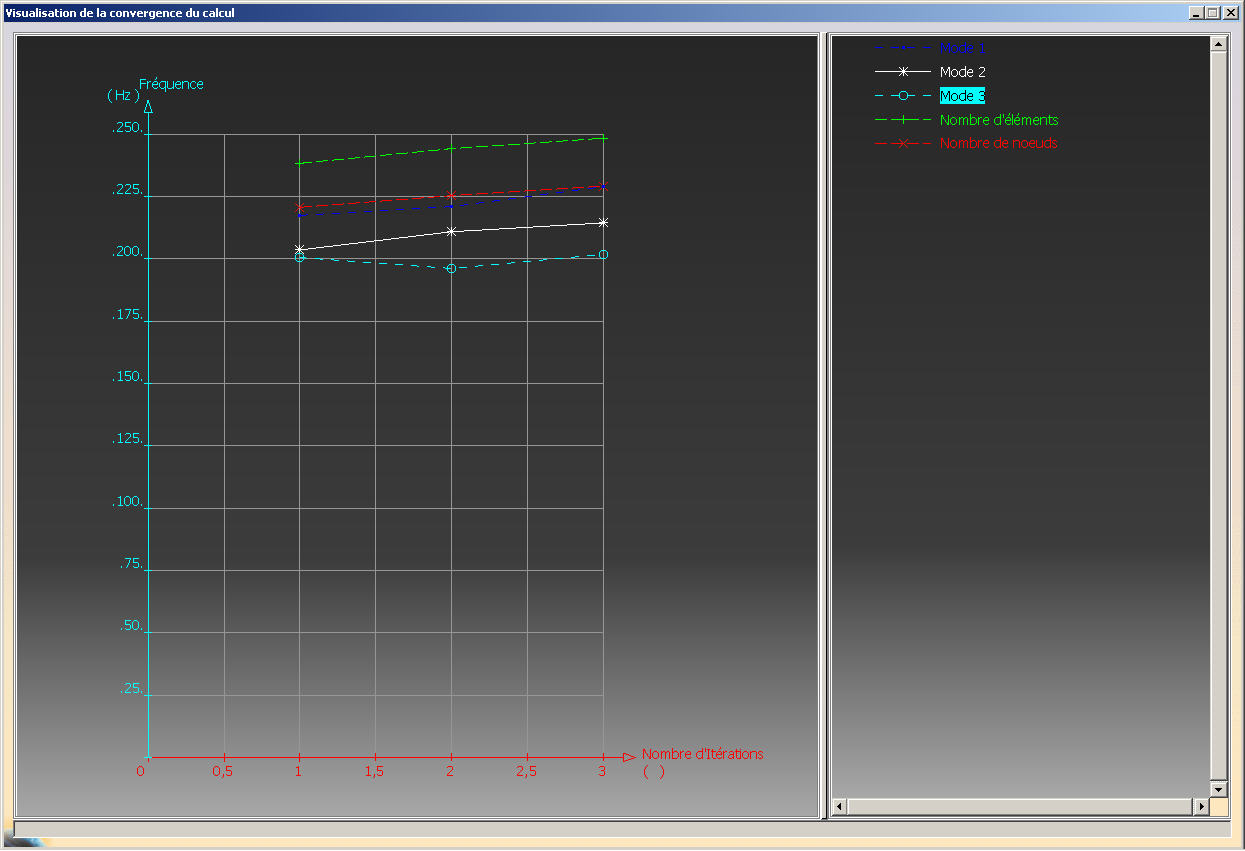 Visualisation de la convergence du calcul
Fréquence
( Hz )
.250.
.225.
.200.
.175.
.150.
.125.
.100.
.75.
.50.
.25.
0 0,5 1 1,5 2 2,5 3
Nombre d'Itérations
( )
Mode 1
Mode 2
Mode 3
Nombre d'éléments
Nombre de noeuds